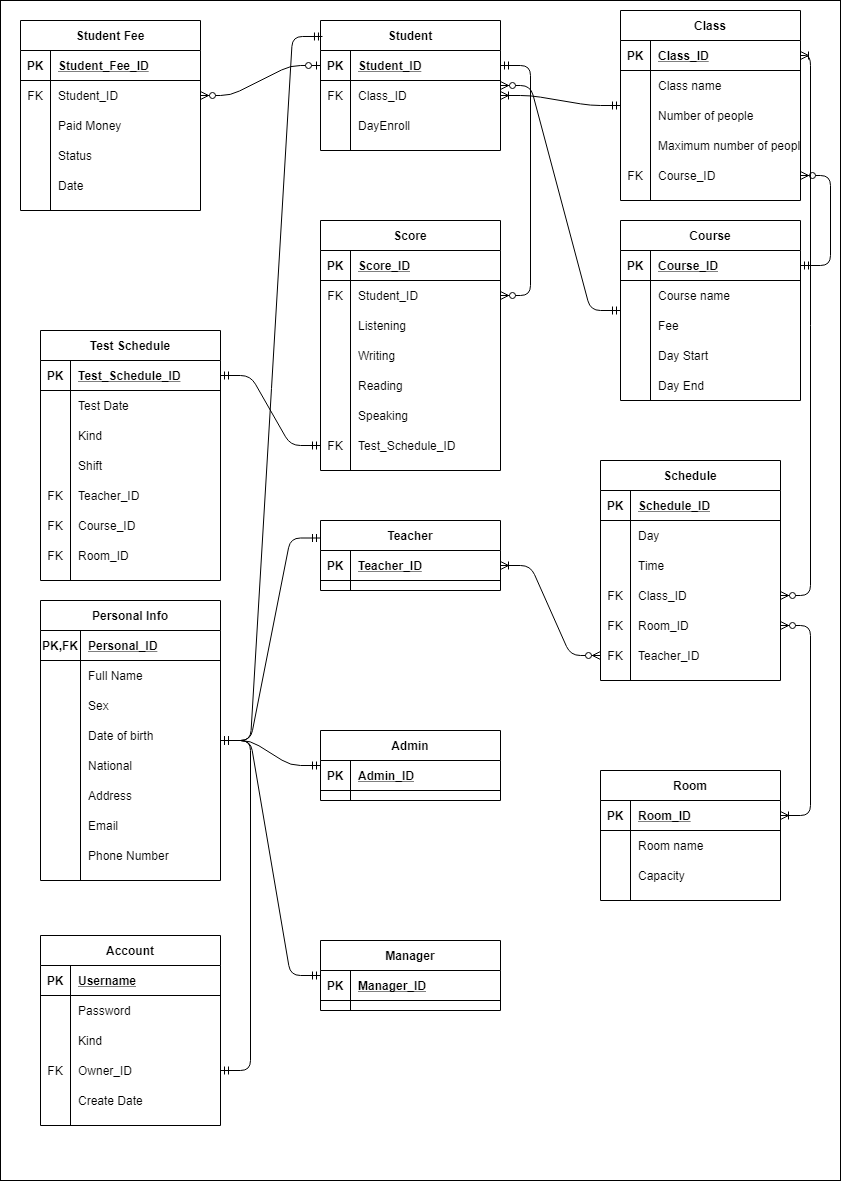 Student Fee
PK Student_Fee_ID
FK Student_ID
Paid Money
Status
Date
Student
PK Student_ID
FK Class_ID
DayEnroll
Class
PK Class_ID
Class name
Number of people
Maximum number of peopl
FK Course_ID
Score
PK Score_ID
FK Student_ID
Listening
Writing
Reading
Speaking
FK Test_Schedule_ID
Course
PK Course_ID
Course name
Fee
Day Start
Day End
Test Schedule
PK Test_Schedule_ID
Test Date
Kind
Shift
FK Teacher_ID
FK Course_ID
FK Room_ID
Teacher
PK Teacher_ID
Schedule
PK Schedule_ID
Day
Time
FK Class_ID
FK Room_ID
FK Teacher_ID
Personal Info
PK,FK Personal_ID
Full Name
Sex
Date of birth
National
Address
Email
Phone Number
Admin
PK Admin_ID
Room
PK Room_ID
Room name
Capacity
Account
PK Username
Password
Kind
FK Owner_ID
Create Date
Manager
PK Manager_ID